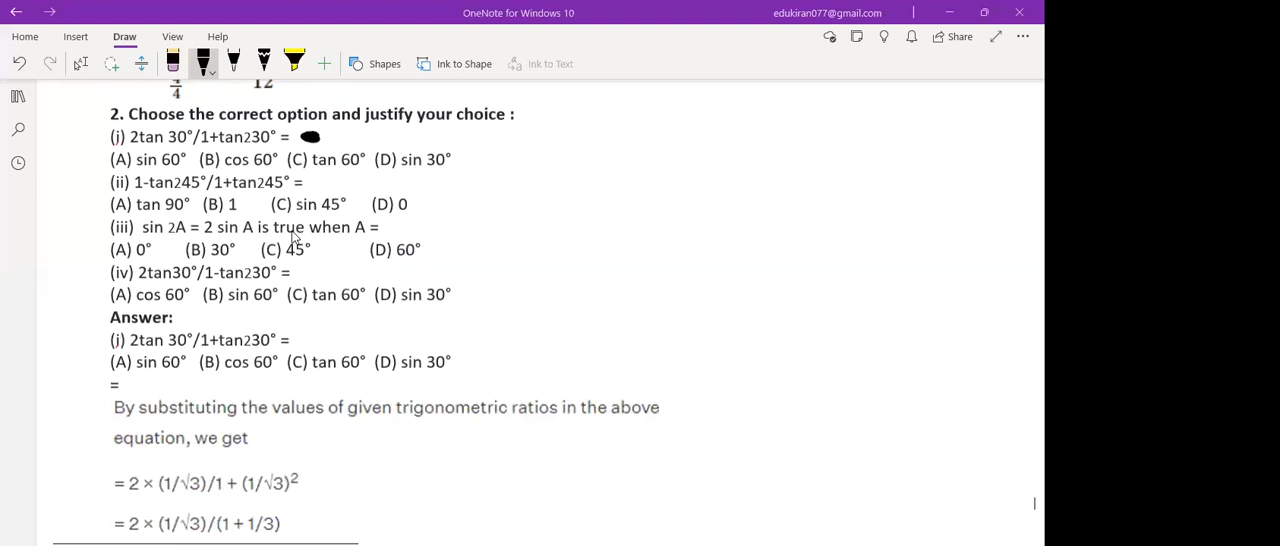 OneNote for Windows 10
edukiran077@gmail.com
Home Insert Draw View Help
Share
Shapes Ink to Shape Ink to Text
4 12
2. Choose the correct option and justify your choice :
(i) 2tan 30°/1+tan230° =
(A) sin 60° (B) cos 60° (C) tan 60° (D) sin 30°
(ii) 1-tan245°/1+tan245° =
(A) tan 90° (B) 1 (C) sin 45° (D) 0
(iii) sin 2A = 2 sin A is true when A =
(A) 0° (B) 30° (C) 45° (D) 60°
(iv) 2tan30°/1-tan230° =
(A) cos 60° (B) sin 60° (C) tan 60° (D) sin 30°
Answer:
(i) 2tan 30°/1+tan230° =
(A) sin 60° (B) cos 60° (C) tan 60° (D) sin 30°
=
By substituting the values of given trigonometric ratios in the above
equation, we get
= 2 × (1/√3)/1 + (1/√3)²
= 2 × (1/√3)/(1 + 1/3)